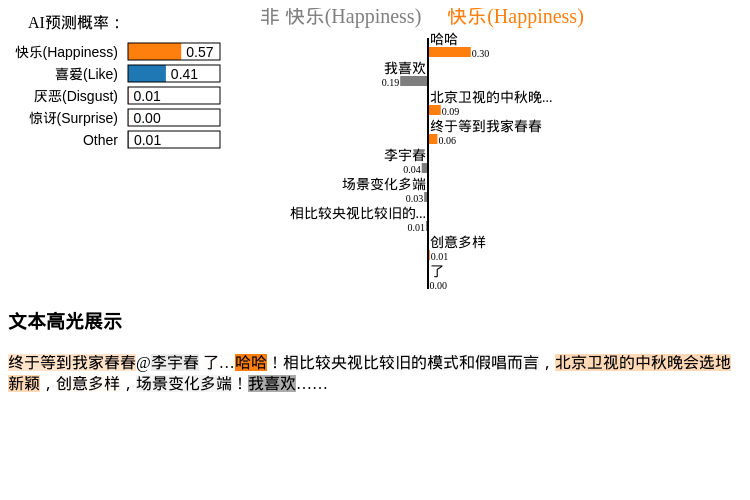 AI预测概率：
快乐(Happiness) 0.57
喜爱(Like) 0.41
厌恶(Disgust) 0.01
惊讶(Surprise) 0.00
Other 0.01
非 快乐(Happiness) 快乐(Happiness)
哈哈
0.30
我喜欢
0.19
北京卫视的中秋晚...
0.09
终于等到我家春春
0.06
李宇春
0.04
场景变化多端
0.03
相比较央视比较旧的...
0.01
创意多样
0.01
了
0.00
文本高光展示
终于等到我家春春@李宇春 了…哈哈！相比较央视比较旧的模式和假唱而言，北京卫视的中秋晚会选地
新颖，创意多样，场景变化多端！我喜欢……